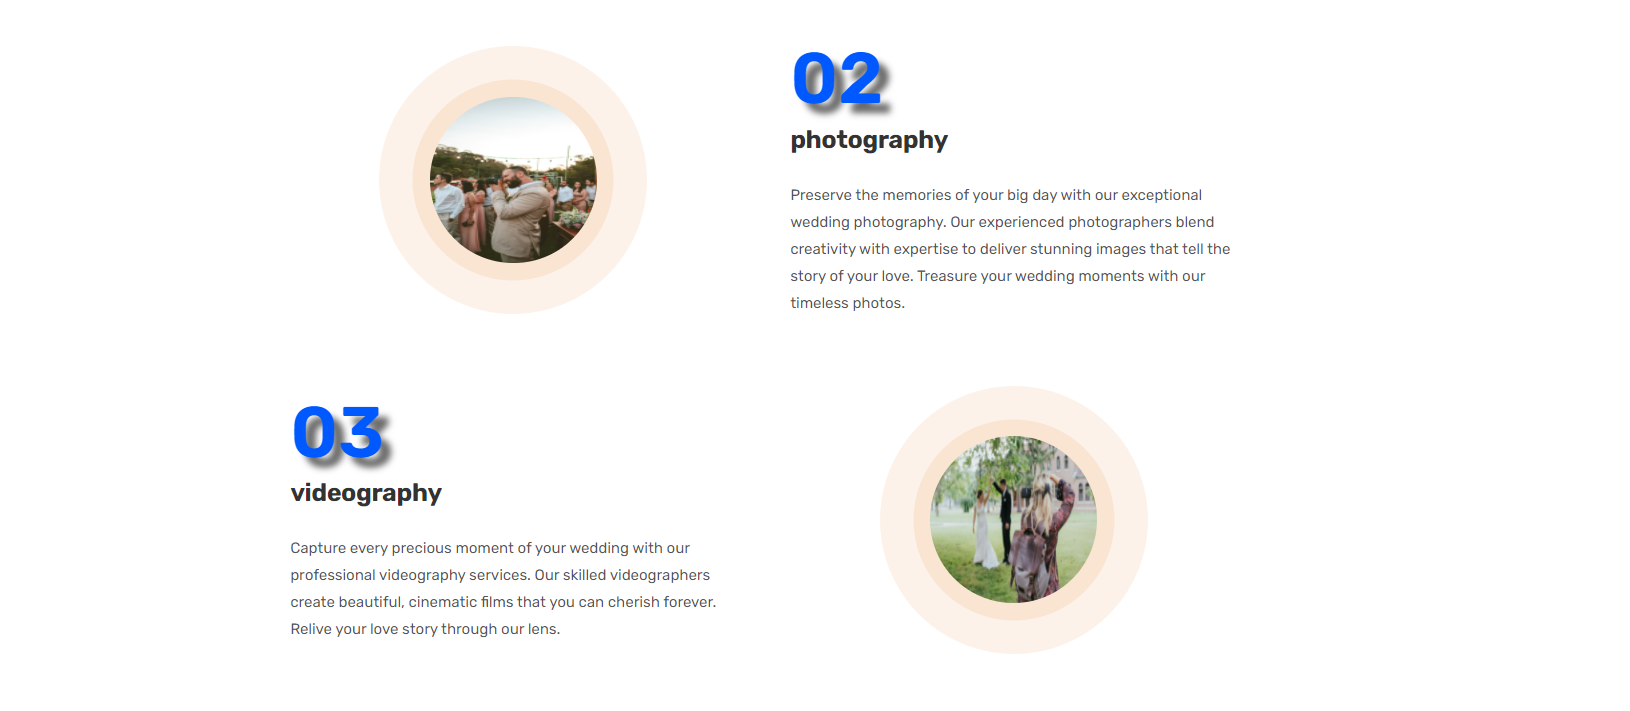 02
photography
Preserve the memories of your big day with our exceptional
wedding photography. Our experienced photographers blend
creativity with expertise to deliver stunning images that tell the
story of your love. Treasure your wedding moments with our
timeless photos.
03
videography
Capture every precious moment of your wedding with our
professional videography services. Our skilled videographers
create beautiful, cinematic films that you can cherish forever.
Relive your love story through our lens.